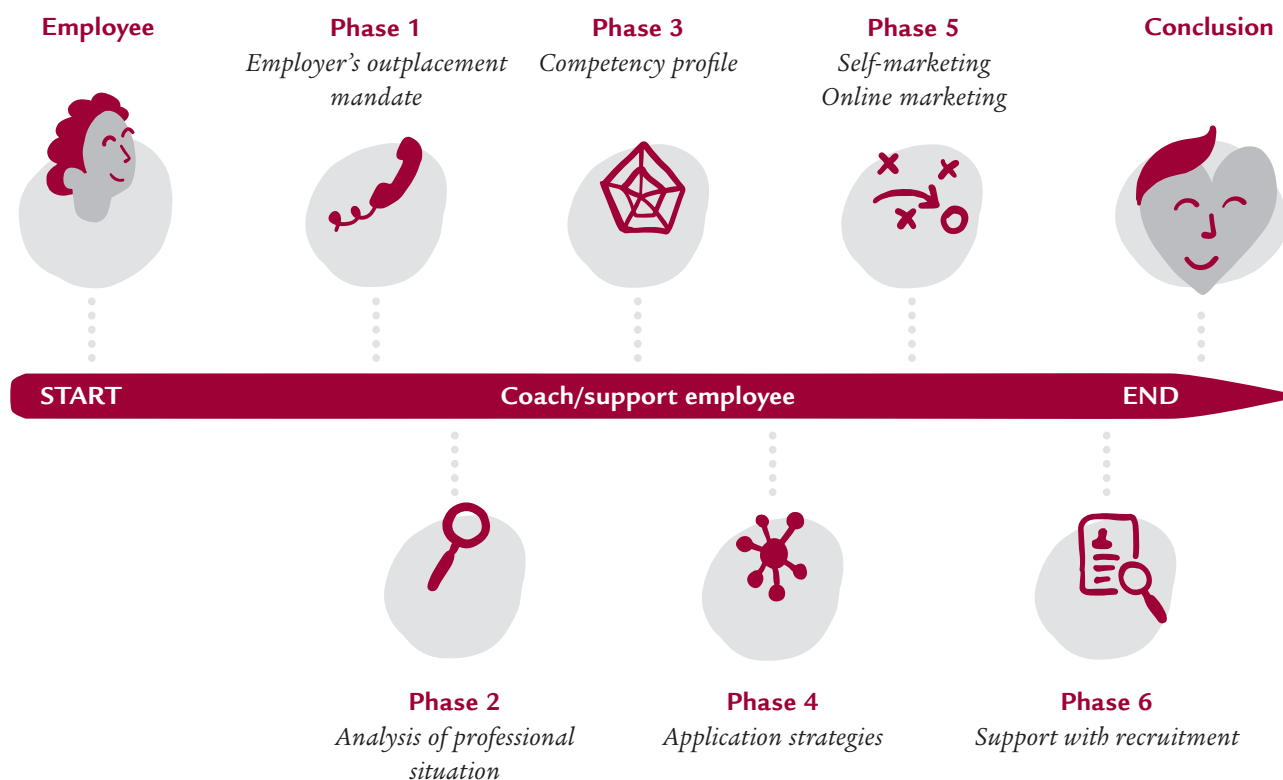 Employee
Phase 1
Employer’s outplacement
mandate
Phase 3
Competency profile
Phase 5
Self-marketing
Online marketing
Conclusion
START
Coach/support employee
END
Phase 2
Analysis of professional
situation
Phase 4
Application strategies
Phase 6
Support with recruitment